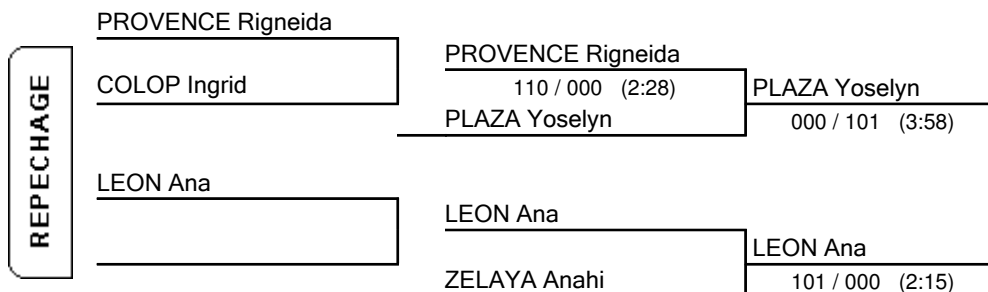 REPECHAGE
PROVENCE Rigneida
COLOP Ingrid
PROVENCE Rigneida
110 / 000 (2:28)
PLAZA Yoselyn
PLAZA Yoselyn
000 / 101 (3:58)
LEON Ana
LEON Ana
ZELAYA Anahi
LEON Ana
101 / 000 (2:15)